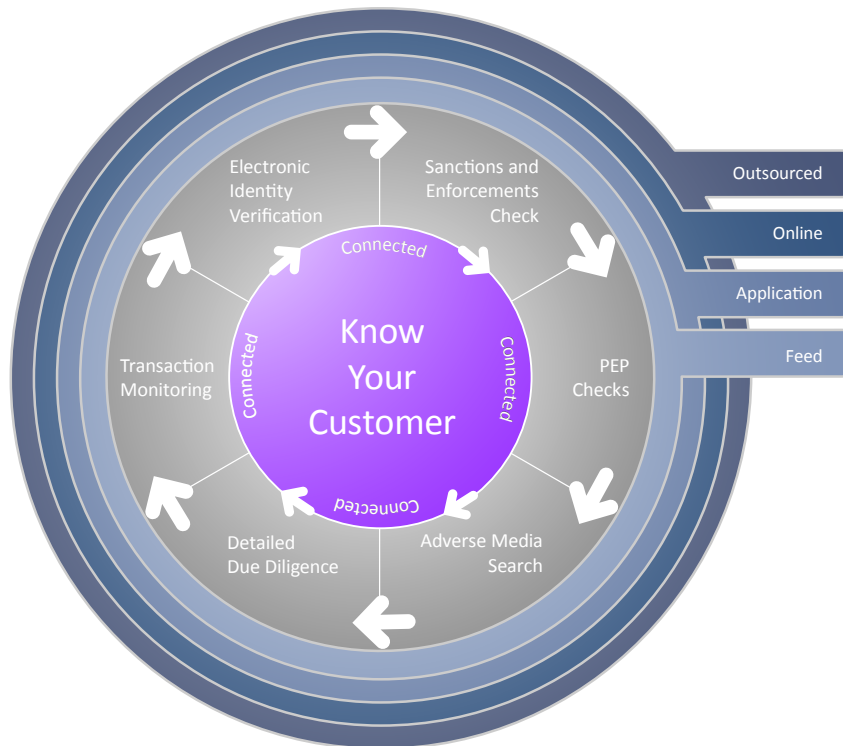 Electronic
Identity
Verification
Sanctions and
Enforcements
Check
Outsourced
Online
Application
Feed
Connected
Connected
Connected
Connected
Know
Your
Customer
Transaction
Monitoring
PEP
Checks
Detailed
Due Diligence
Adverse Media
Search